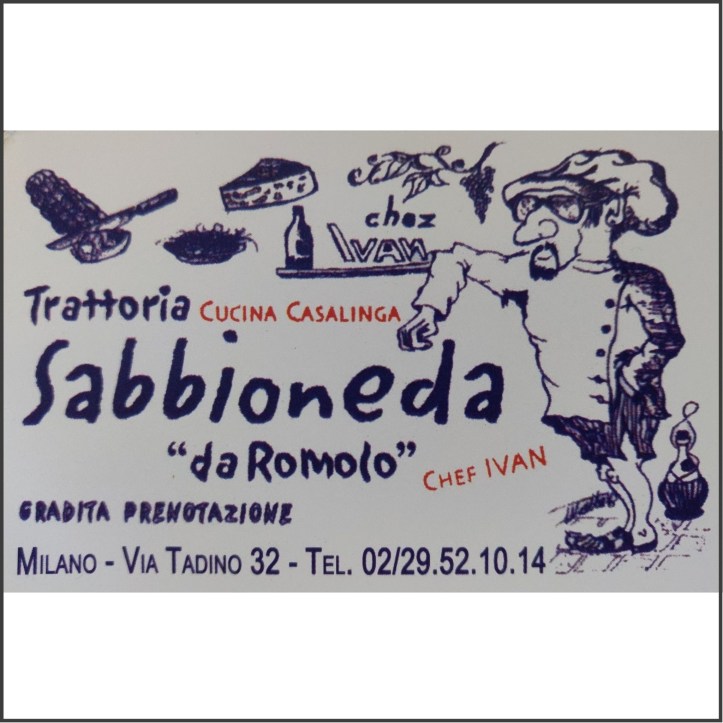 chez
IVAN
Trattoria CUCINA CASALINGA
Sabbioneda
"da Romolo" CHEF IVAN
GRADITA PRENOTAZIONE
MILANO - VIA TADINO 32 - TEL. 02/29.52.10.14